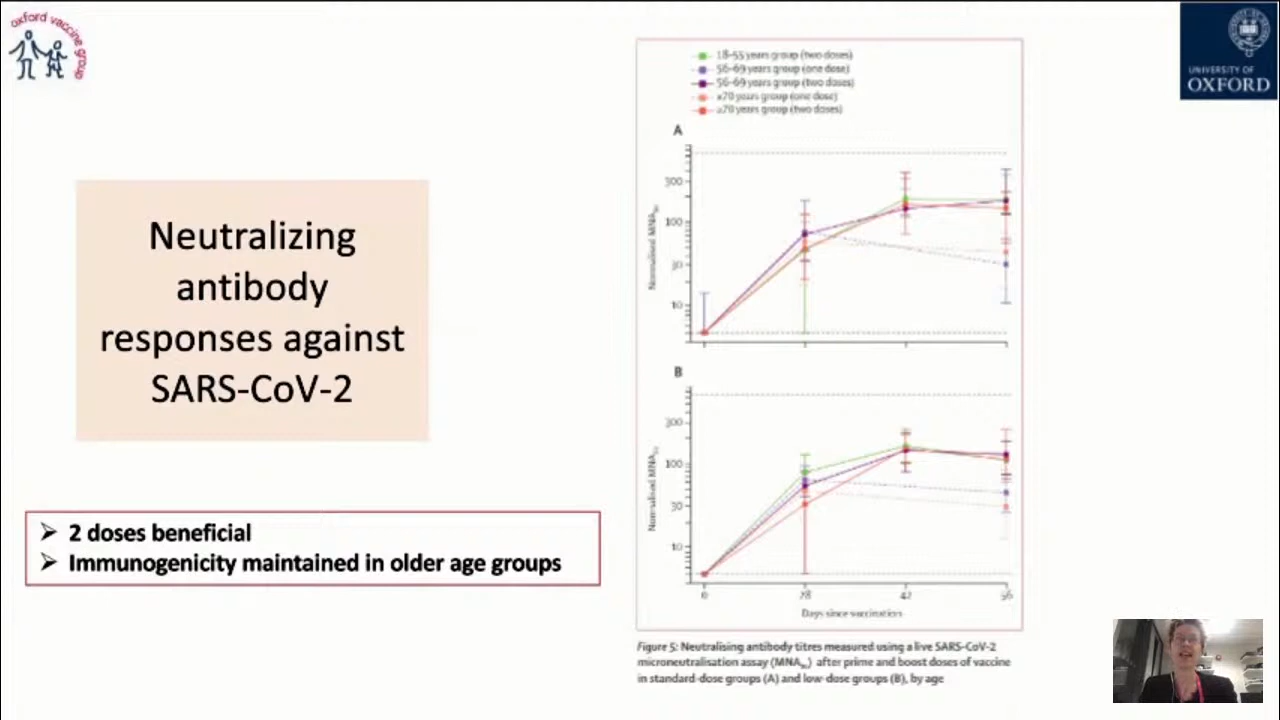 oxford vaccine group
UNIVERSITY OF
OXFORD
Neutralizing
antibody
responses against
SARS-CoV-2
2 doses beneficial
Immunogenicity maintained in older age groups
18-55 years group (two doses)
56-69 years group (one dose)
56-69 years group (two doses)
≥70 years group (one dose)
≥70 years group (two doses)
A
Normalised MNA₈₀
300
100
30
10
B
Normalised MNA₈₀
300
100
30
10
0
28
42
56
Days since vaccination
Figure 5: Neutralising antibody titres measured using a live SARS-CoV-2
microneutralisation assay (MNA₈₀) after prime and boost doses of vaccine
in standard-dose groups (A) and low-dose groups (B), by age